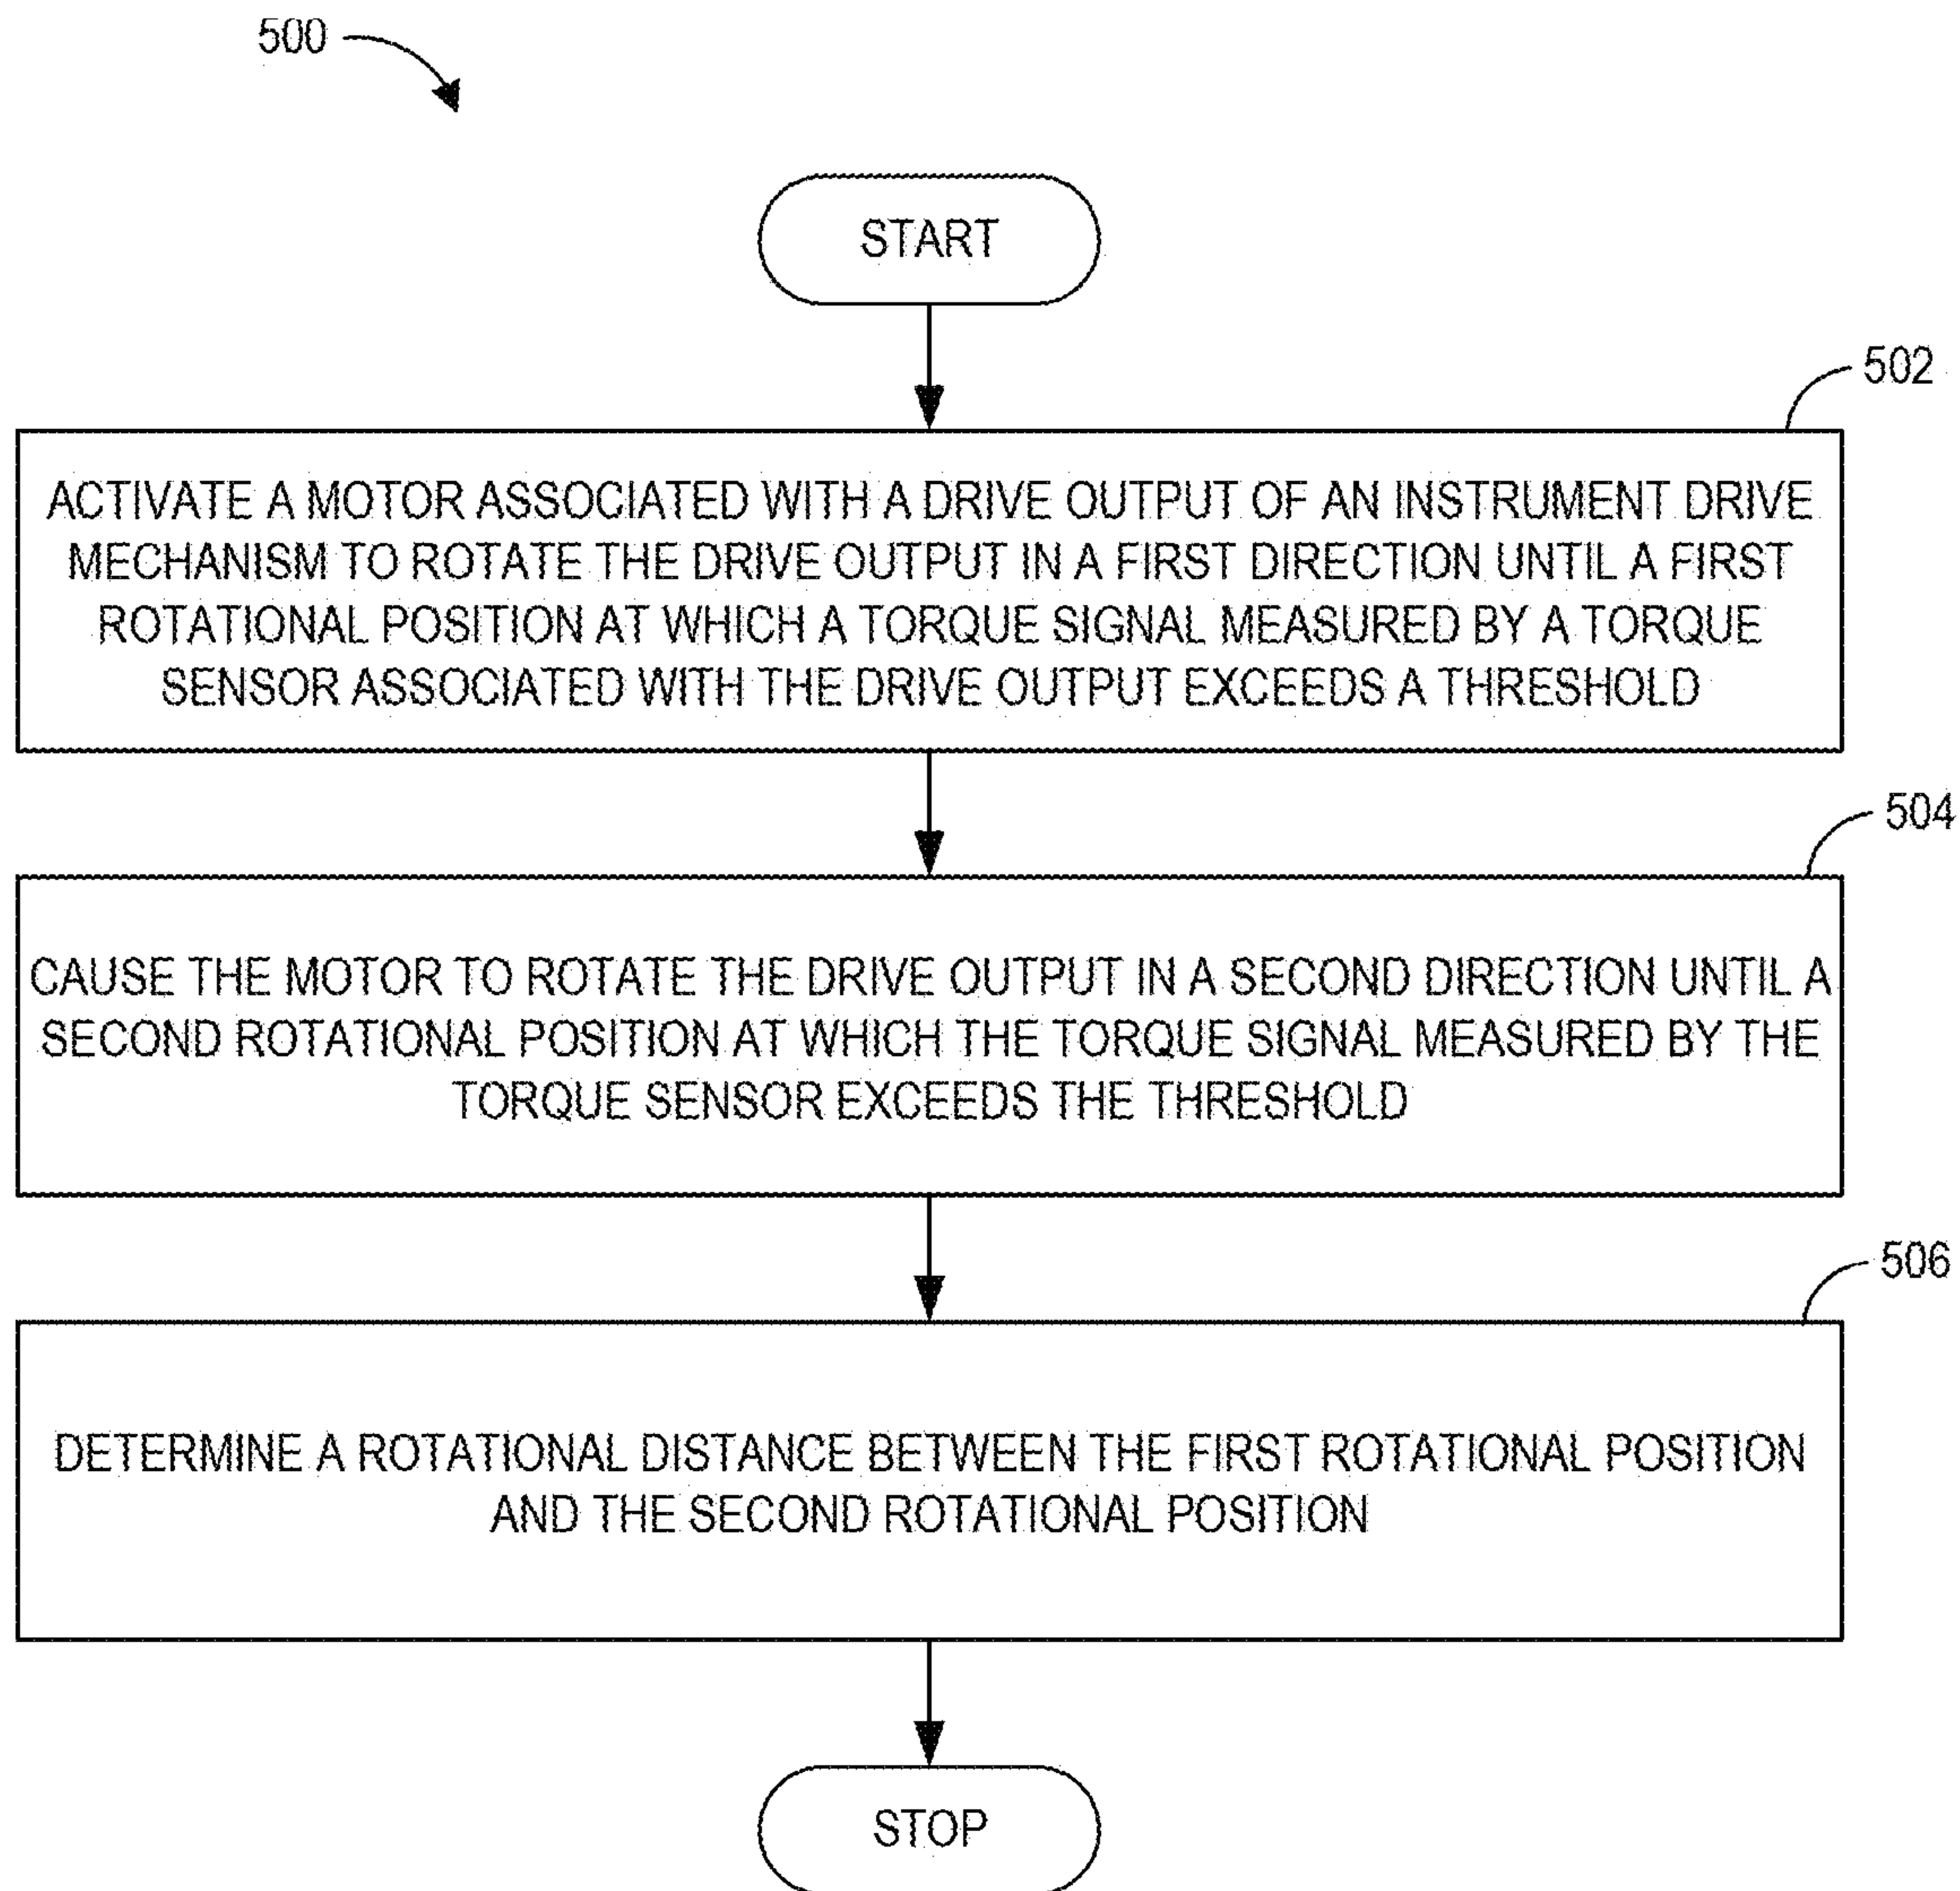 500
START
502
ACTIVATE A MOTOR ASSOCIATED WITH A DRIVE OUTPUT OF AN INSTRUMENT DRIVE
MECHANISM TO ROTATE THE DRIVE OUTPUT IN A FIRST DIRECTION UNTIL A FIRST
ROTATIONAL POSITION AT WHICH A TORQUE SIGNAL MEASURED BY A TORQUE
SENSOR ASSOCIATED WITH THE DRIVE OUTPUT EXCEEDS A THRESHOLD
504
CAUSE THE MOTOR TO ROTATE THE DRIVE OUTPUT IN A SECOND DIRECTION UNTIL A
SECOND ROTATIONAL POSITION AT WHICH THE TORQUE SIGNAL MEASURED BY THE
TORQUE SENSOR EXCEEDS THE THRESHOLD
506
DETERMINE A ROTATIONAL DISTANCE BETWEEN THE FIRST ROTATIONAL POSITION
AND THE SECOND ROTATIONAL POSITION
STOP